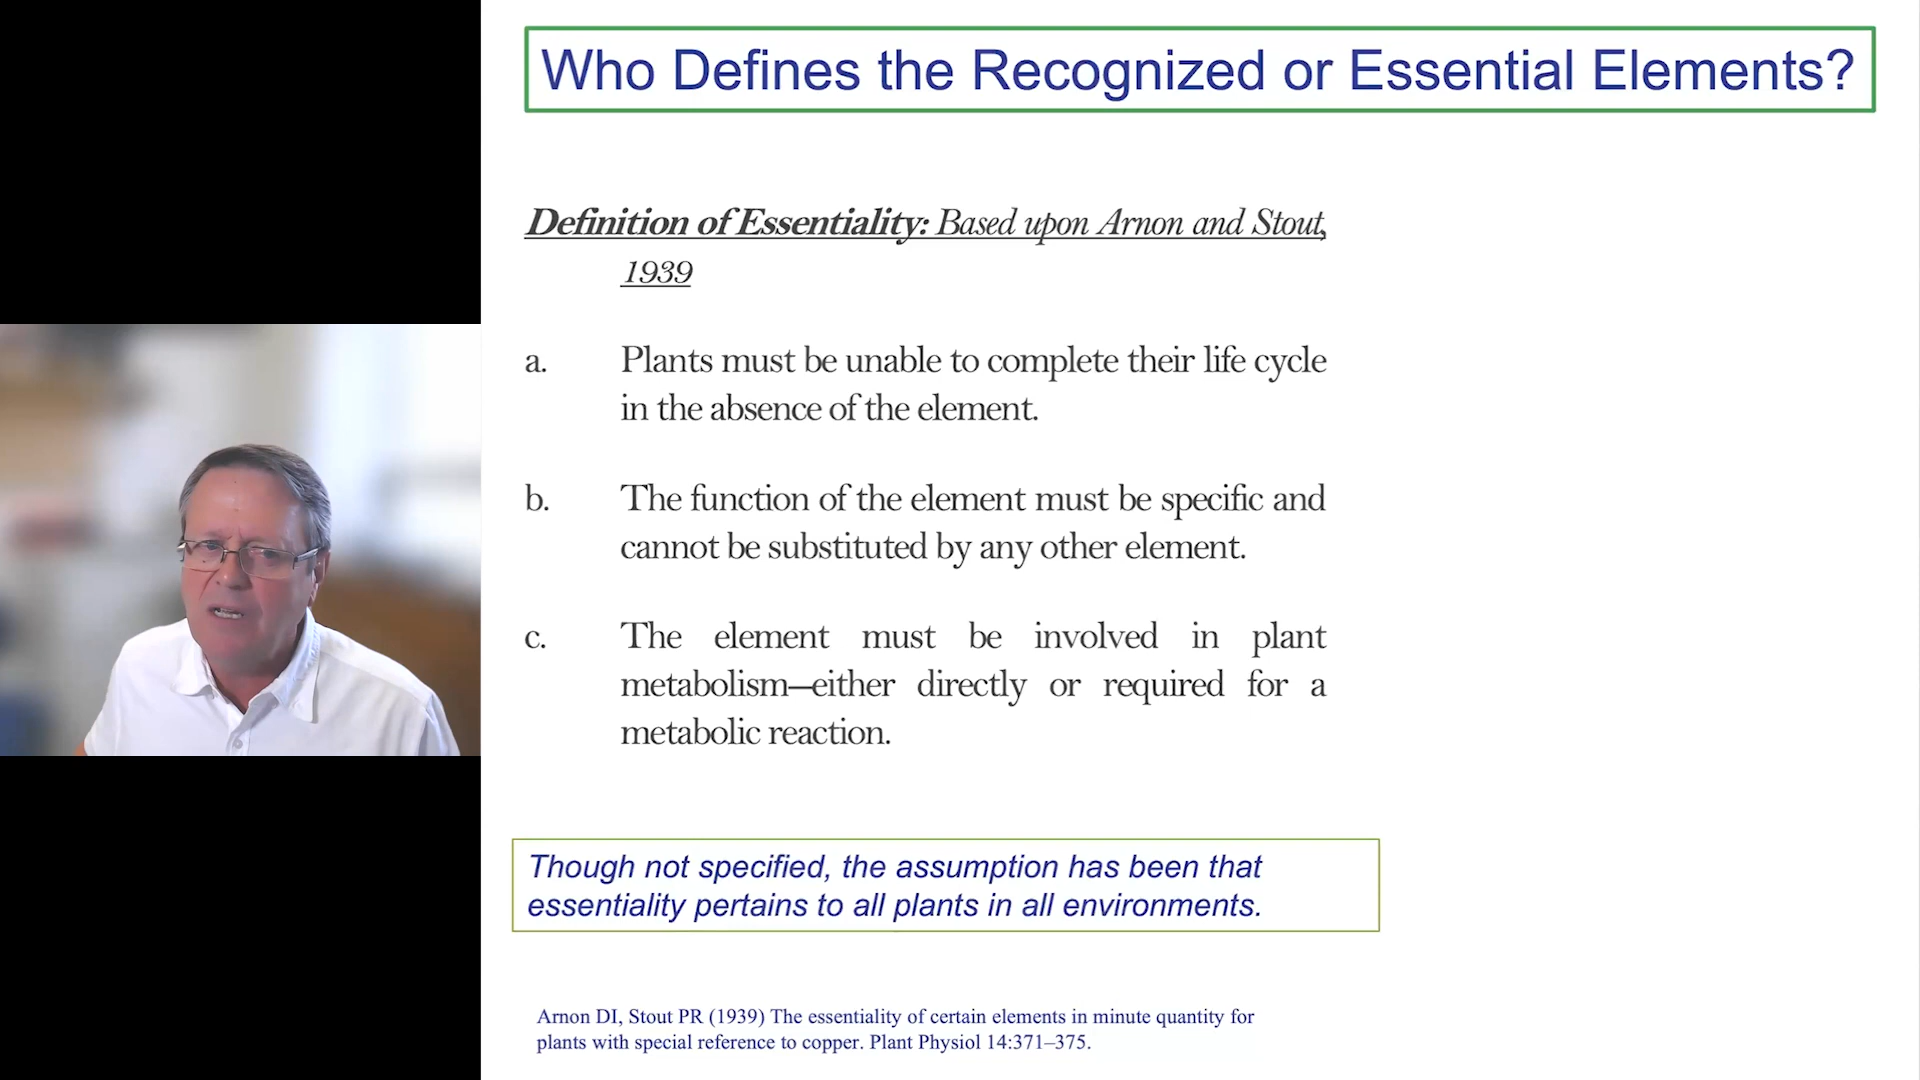 Who Defines the Recognized or Essential Elements?
Definition of Essentiality: Based upon Arnon and Stout,
1939
a. Plants must be unable to complete their life cycle
in the absence of the element.
b. The function of the element must be specific and
cannot be substituted by any other element.
c. The element must be involved in plant
metabolism—either directly or required for a
metabolic reaction.
Though not specified, the assumption has been that
essentiality pertains to all plants in all environments.
Arnon DI, Stout PR (1939) The essentiality of certain elements in minute quantity for
plants with special reference to copper. Plant Physiol 14:371–375.